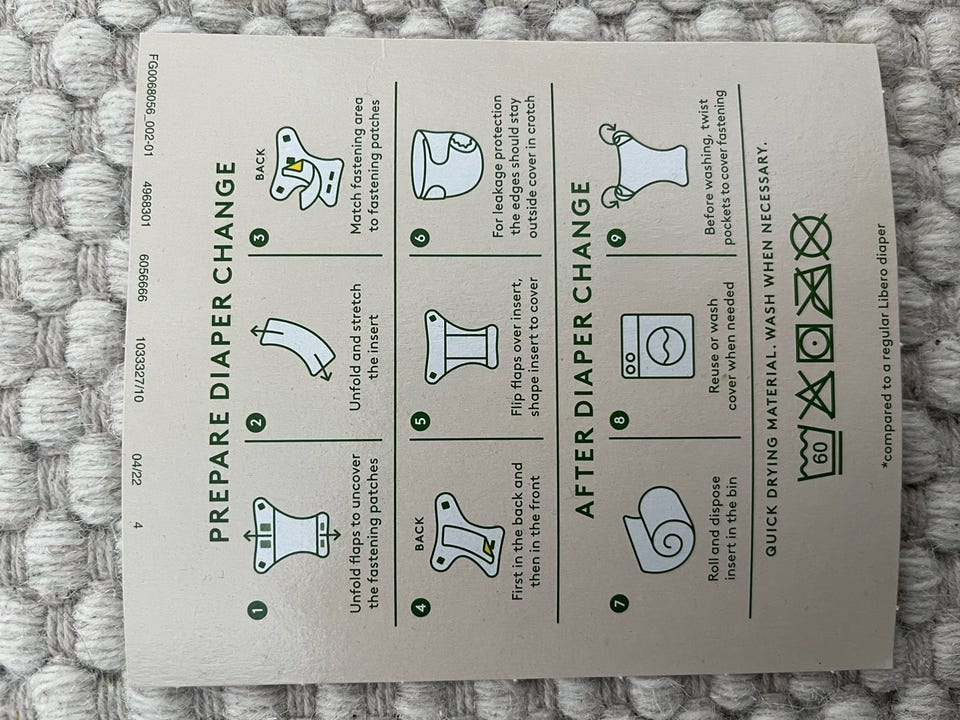 PREPARE DIAPER CHANGE
1
Unfold flaps to uncover
the fastening patches
2
Unfold and stretch
the insert
3
BACK
Match fastening area
to fastening patches
4
BACK
First in the back and
then in the front
5
Flip flaps over insert,
shape insert to cover
6
For leakage protection
the edges should stay
outside cover in crotch
AFTER DIAPER CHANGE
7
Roll and dispose
insert in the bin
8
Reuse or wash
cover when needed
9
Before washing, twist
pockets to cover fastening
QUICK DRYING MATERIAL. WASH WHEN NECESSARY.
60
*compared to a regular Libero diaper
FG0068056_002-01 4968301 6056666 1033327/10 04/22 4